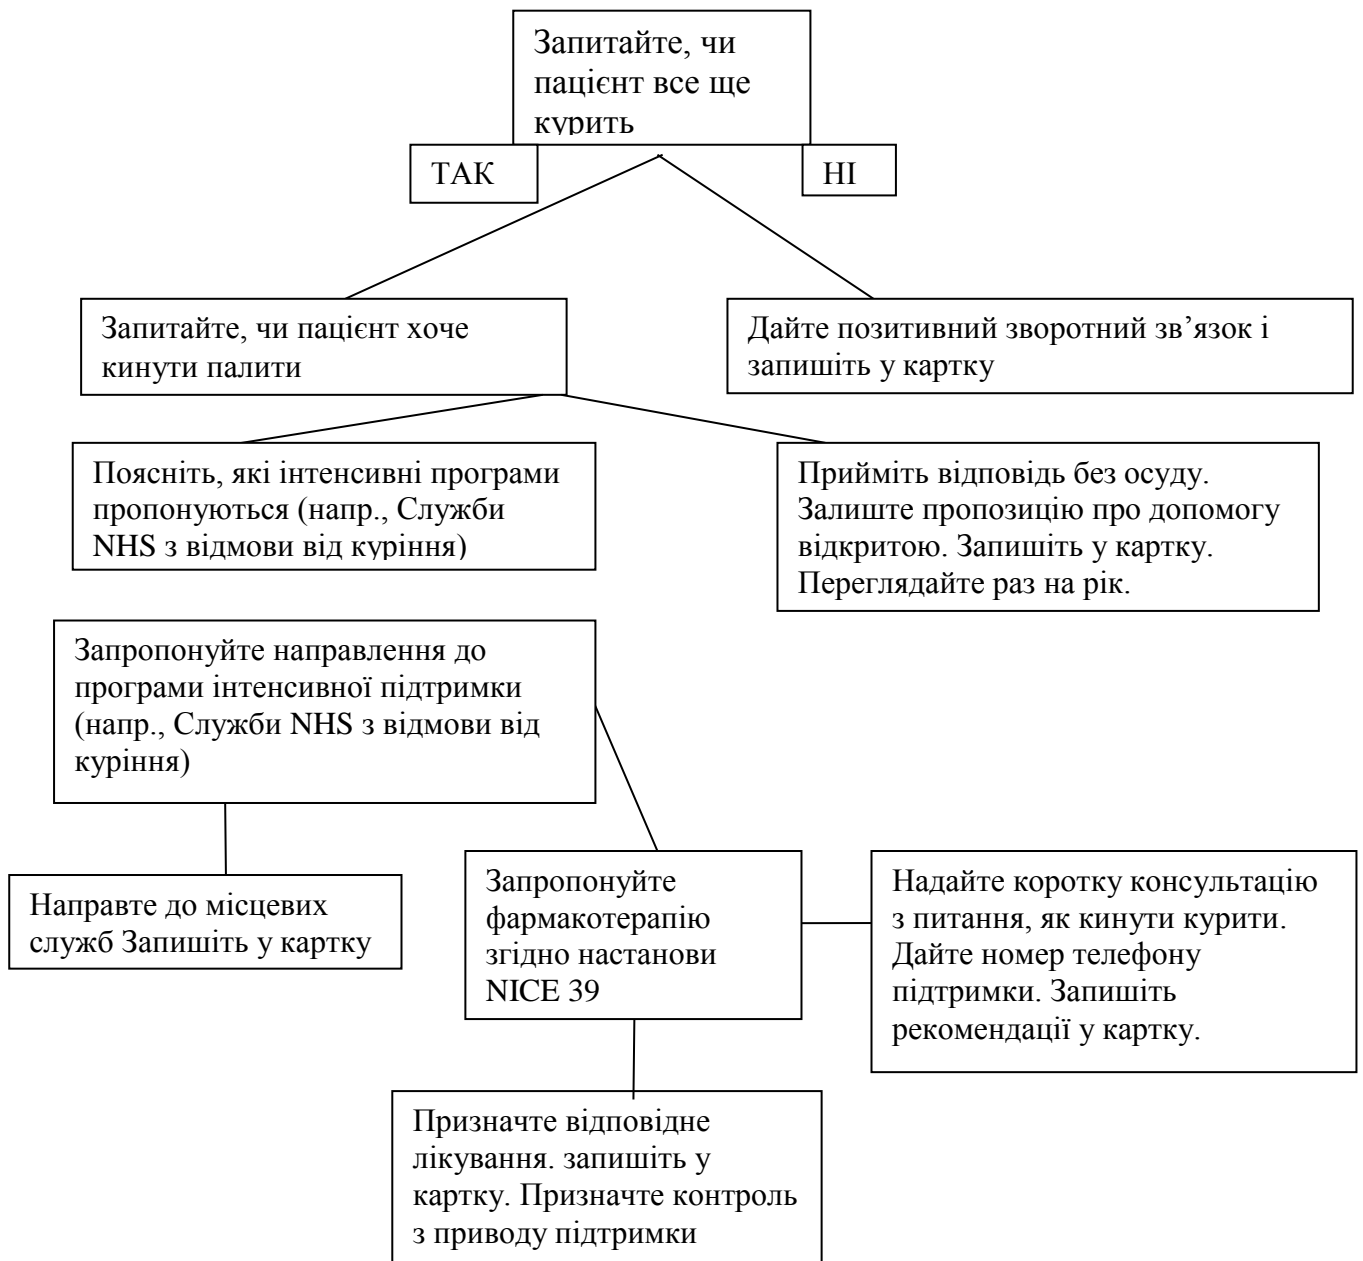 Запитайте, чи
пацієнт все ще
курить
ТАК
НІ
Запитайте, чи пацієнт хоче
кинути палити
Дайте позитивний зворотний зв’язок і
запишіть у картку
Поясніть, які інтенсивні програми
пропонуються (напр., Служби
NHS з відмови від куріння)
Прийміть відповідь без осуду.
Залиште пропозицію про допомогу
відкритою. Запишіть у картку.
Переглядайте раз на рік.
Запропонуйте направлення до
програми інтенсивної підтримки
(напр., Служби NHS з відмови від
куріння)
Направте до місцевих
служб Запишіть у картку
Запропонуйте
фармакотерапію
згідно настанови
NICE 39
Надайте коротку консультацію
з питання, як кинути курити.
Дайте номер телефону
підтримки. Запишіть
рекомендації у картку.
Призначте відповідне
лікування. запишіть у
картку. Призначте контроль
з приводу підтримки